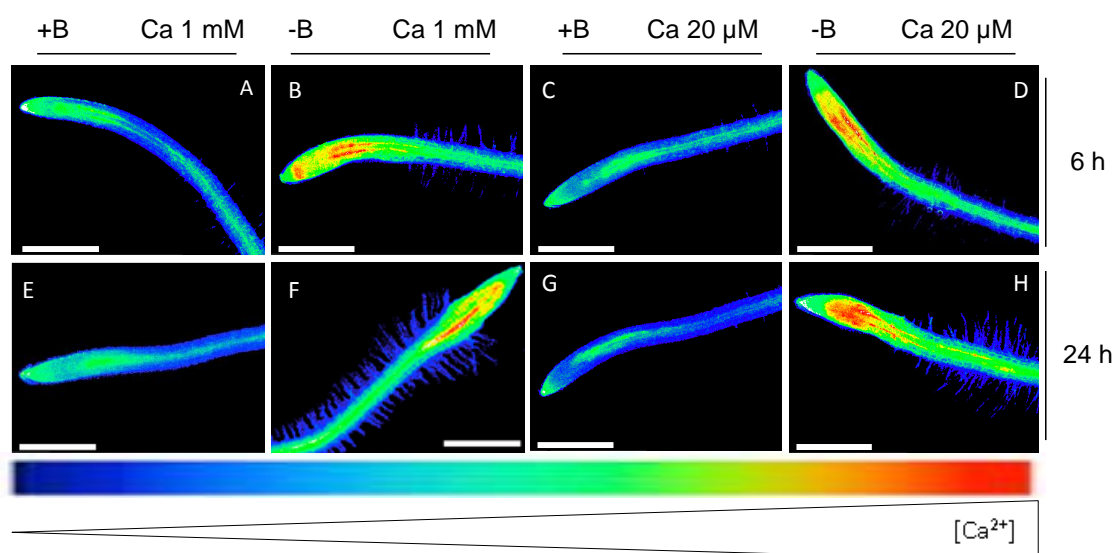 +B Ca 1 mM -B Ca 1 mM +B Ca 20 µM -B Ca 20 µM
A B C D
6 h
E F G H
24 h
[Ca²⁺]